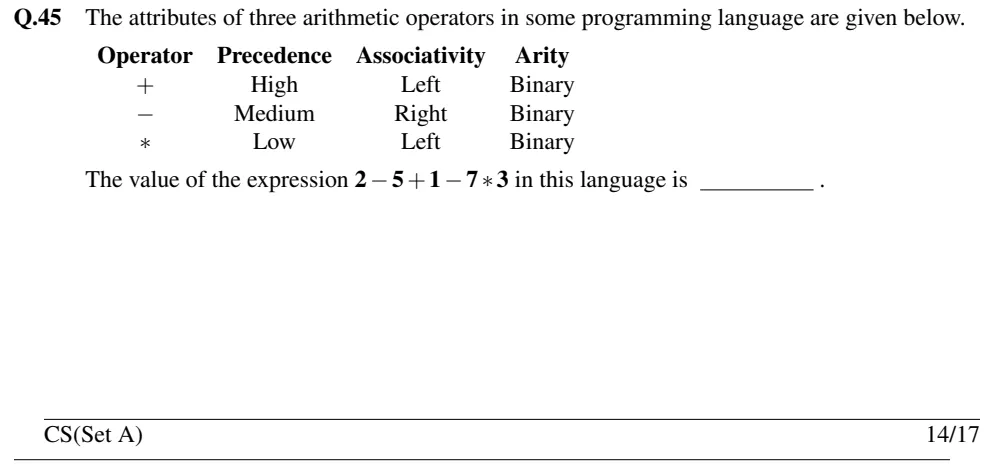 Q.45 The attributes of three arithmetic operators in some programming language are given below.
Operator Precedence Associativity Arity
+ High Left Binary
− Medium Right Binary
∗ Low Left Binary
The value of the expression 2 − 5 + 1 − 7 ∗ 3 in this language is __________ .
CS(Set A) 14/17